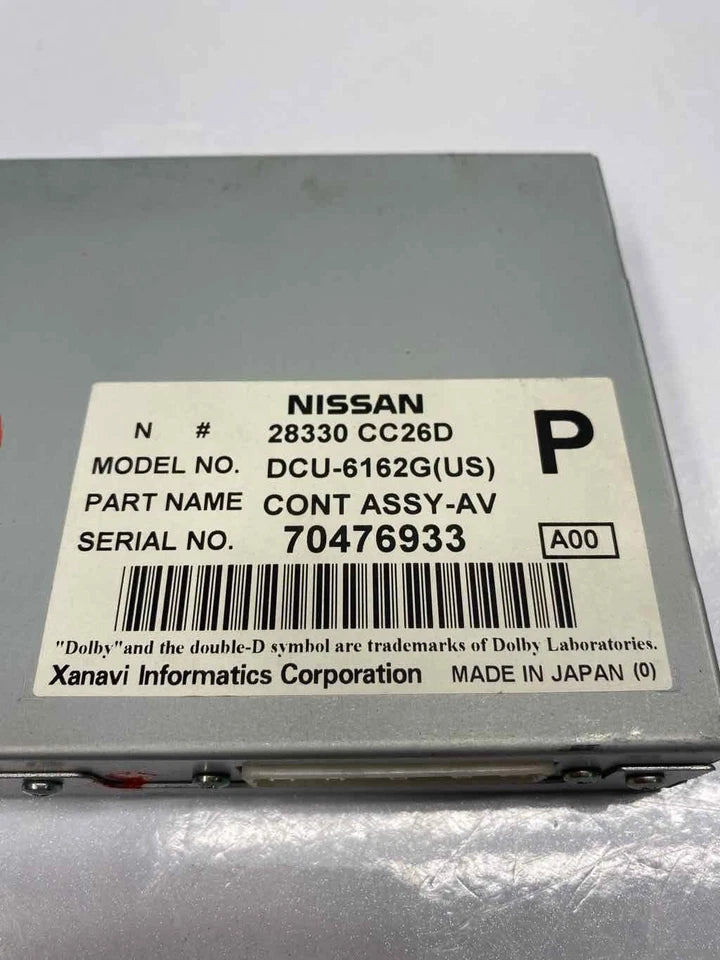 NISSAN
N # 28330 CC26D
P
MODEL NO. DCU-6162G(US)
PART NAME CONT ASSY-AV
SERIAL NO. 70476933 A00
"Dolby"and the double-D symbol are trademarks of Dolby Laboratories.
Xanavi Informatics Corporation MADE IN JAPAN (0)